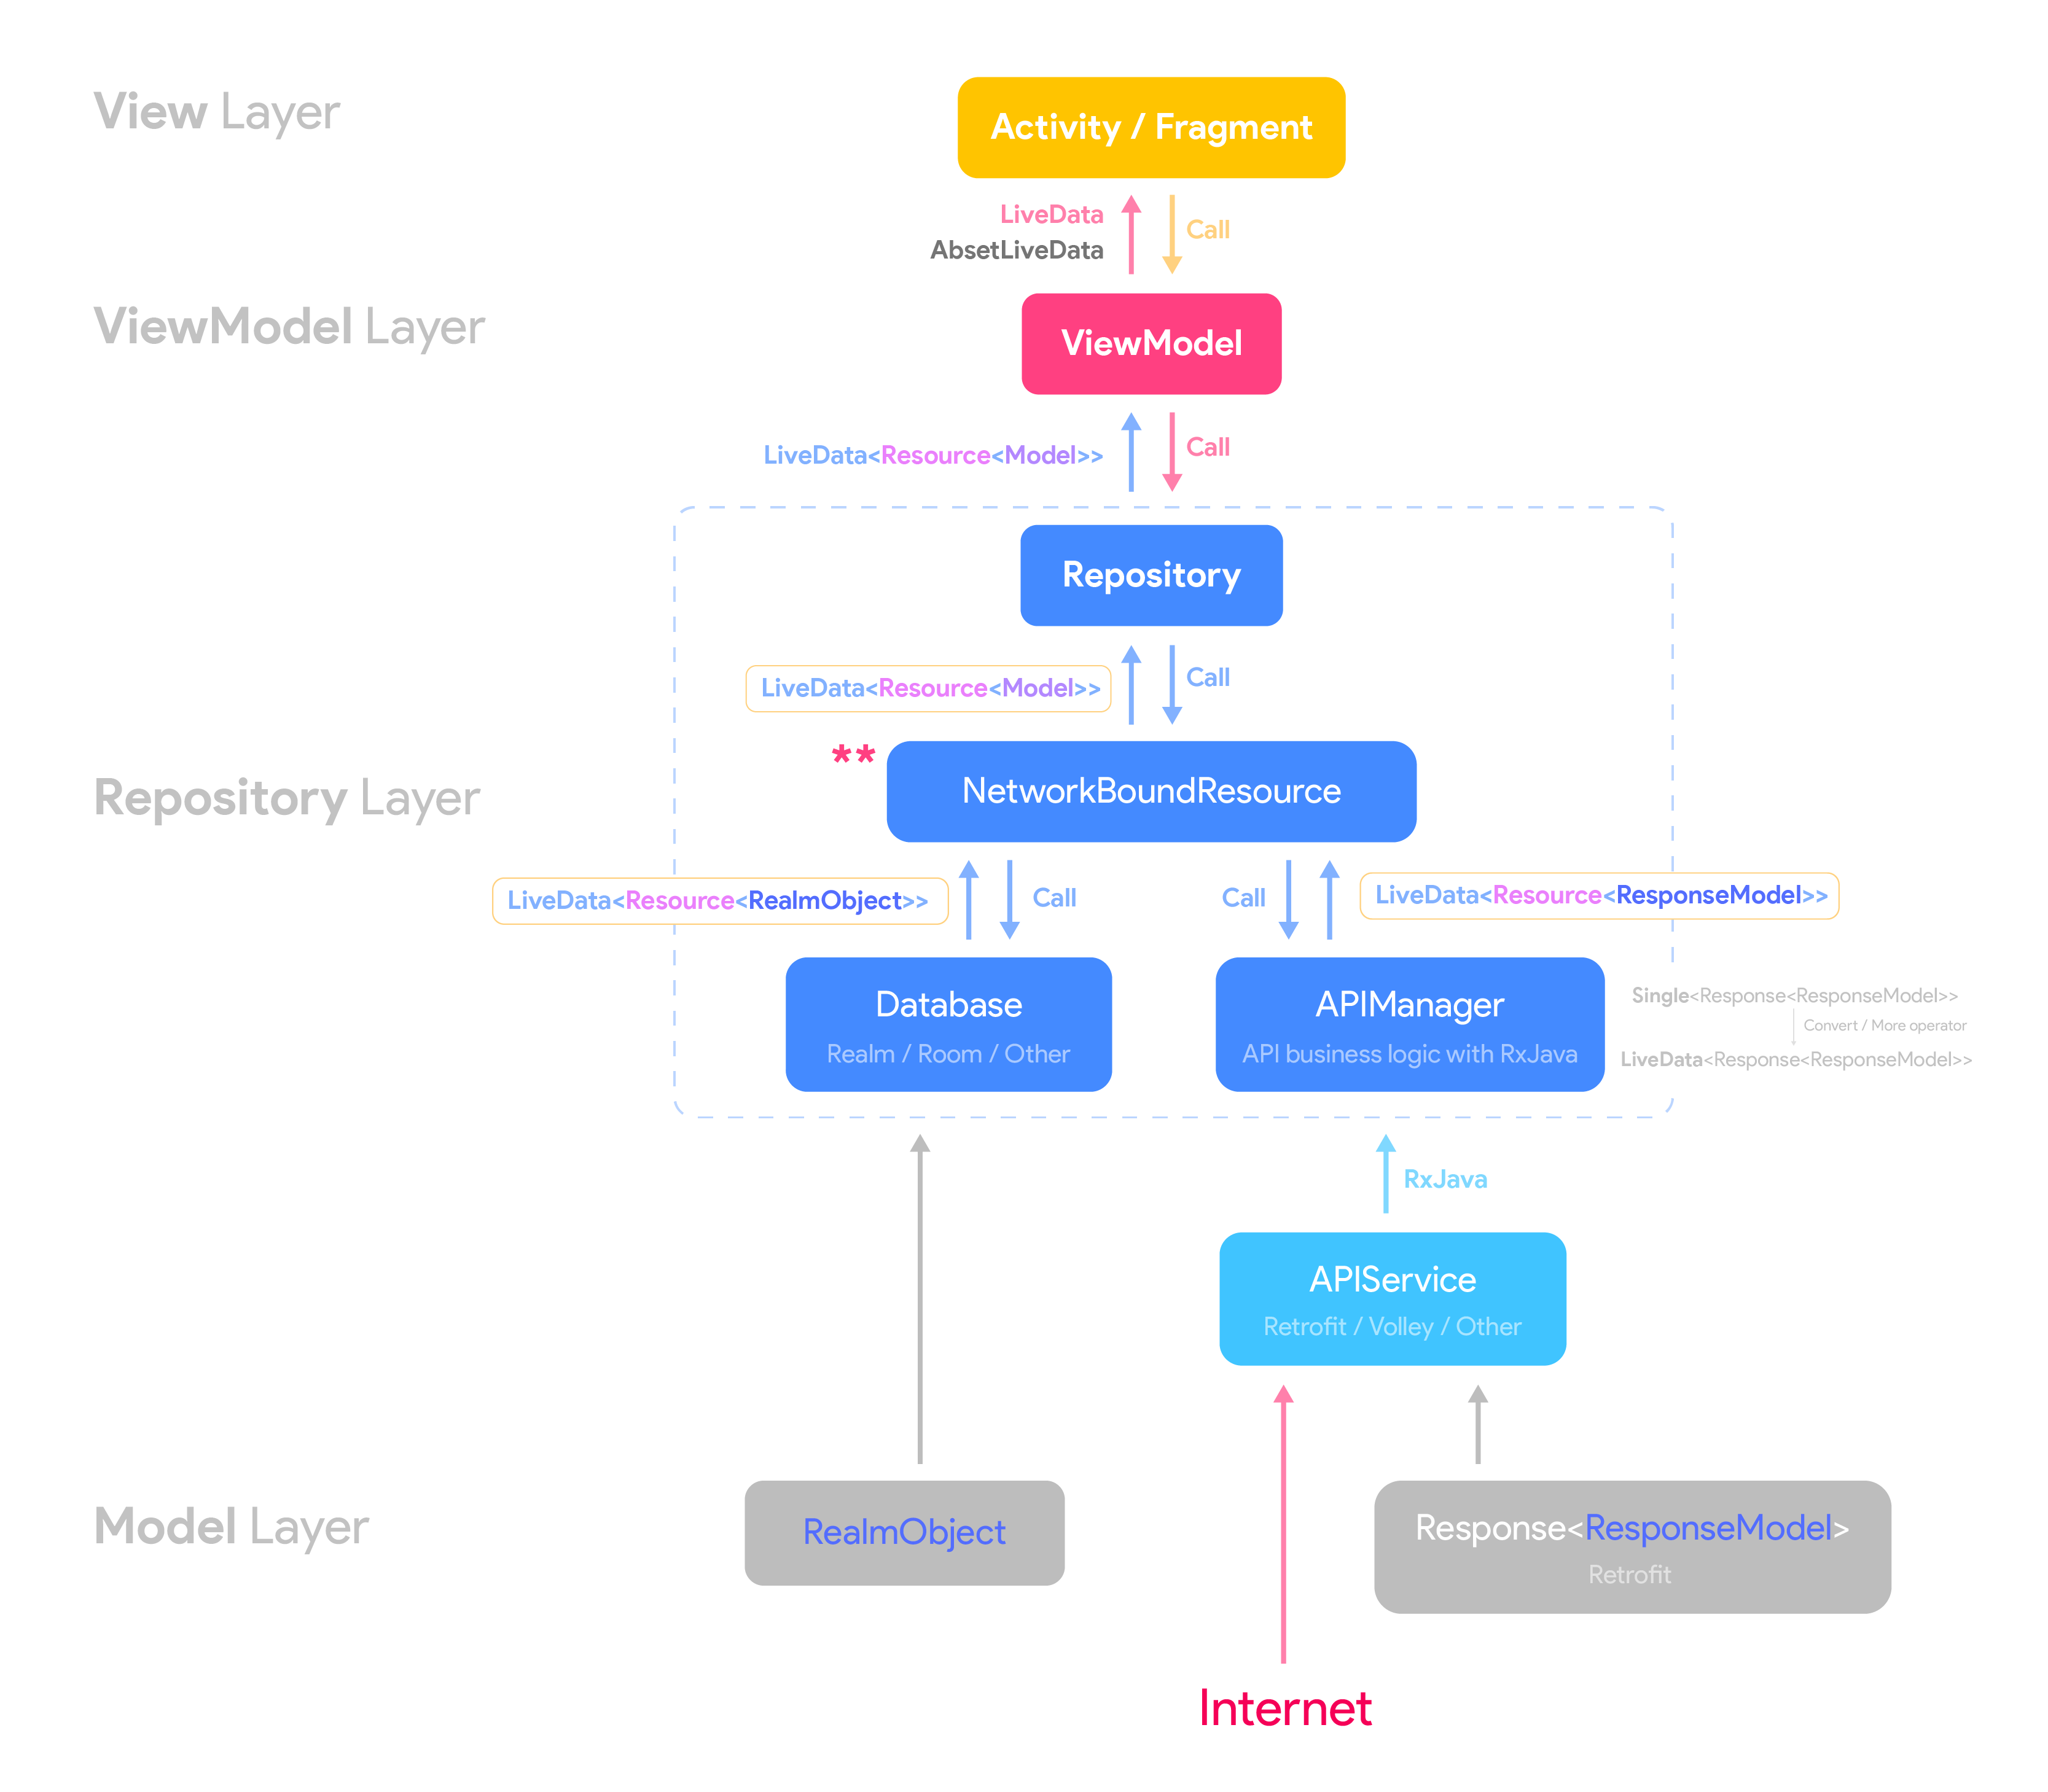 View Layer
Activity / Fragment
LiveData
AbsetLiveData
Call
ViewModel Layer
ViewModel
LiveData<Resource<Model>>
Call
Repository
LiveData<Resource<Model>>
Call
**
NetworkBoundResource
Repository Layer
LiveData<Resource<RealmObject>>
Call
Call
LiveData<Resource<ResponseModel>>
Database
Realm / Room / Other
APIManager
API business logic with RxJava
Single<Response<ResponseModel>>
Convert / More operator
LiveData<Response<ResponseModel>>
RxJava
APIService
Retrofit / Volley / Other
Model Layer
RealmObject
Response<ResponseModel>
Retrofit
Internet